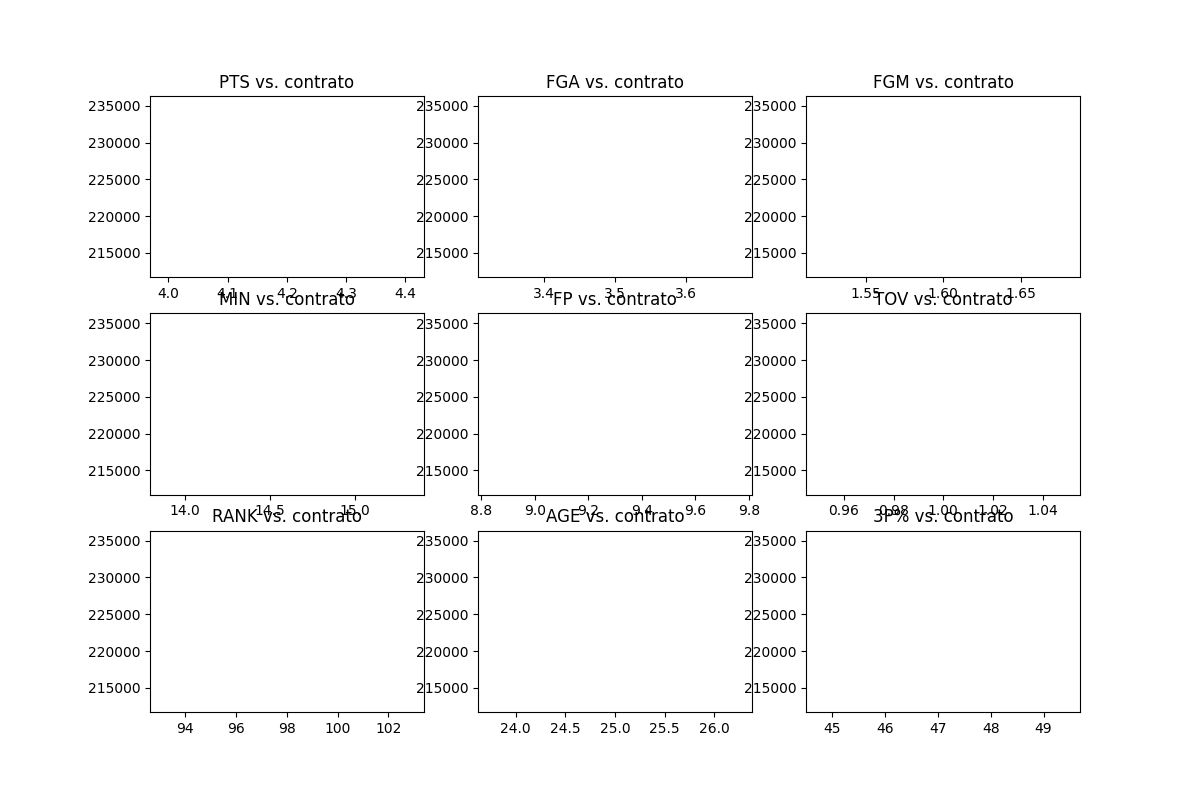 PTS vs. contrato
FGA vs. contrato
FGM vs. contrato
235000
230000
225000
220000
215000
235000
230000
225000
220000
215000
235000
230000
225000
220000
215000
4.0 4.1 4.2 4.3 4.4
3.4 3.5 3.6
1.55 1.60 1.65
MIN vs. contrato
FP vs. contrato
TOV vs. contrato
235000
230000
225000
220000
215000
235000
230000
225000
220000
215000
235000
230000
225000
220000
215000
14.0 14.5 15.0
8.8 9.0 9.2 9.4 9.6 9.8
0.96 0.98 1.00 1.02 1.04
RANK vs. contrato
AGE vs. contrato
3P% vs. contrato
235000
230000
225000
220000
215000
235000
230000
225000
220000
215000
235000
230000
225000
220000
215000
94 96 98 100 102
24.0 24.5 25.0 25.5 26.0
45 46 47 48 49